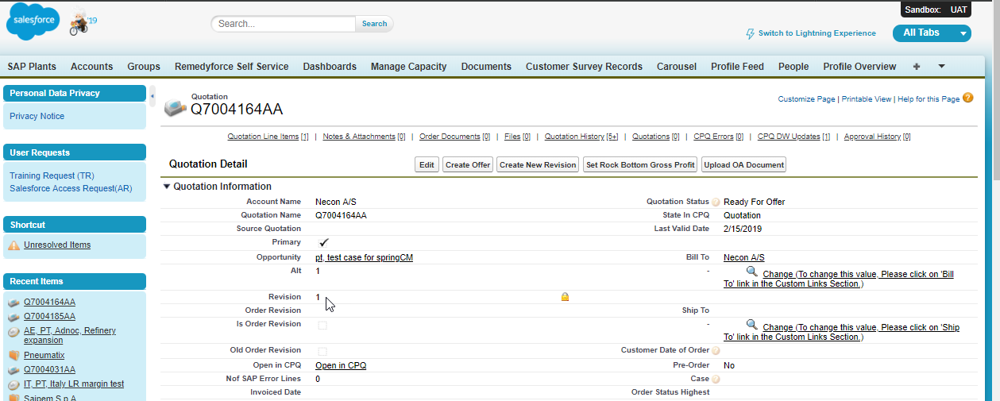 salesforce
'19
Search...
Search
Sandbox: UAT
Switch to Lightning Experience
All Tabs
SAP Plants Accounts Groups Remedyforce Self Service Dashboards Manage Capacity Documents Customer Survey Records Carousel Profile Feed People Profile Overview +
Personal Data Privacy
Privacy Notice
User Requests
Training Request (TR)
Salesforce Access Request(AR)
Shortcut
Unresolved Items
Recent Items
Q7004164AA
Q7004185AA
AE, PT, Adnoc, Refinery
expansion
Pneumatix
Q7004031AA
IT, PT, Italy LR margin test
Saipem S.p.A
Quotation
Q7004164AA
Customize Page | Printable View | Help for this Page ?
Quotation Line Items [1] | Notes & Attachments [0] | Order Documents [0] | Files [0] | Quotation History [5+] | Quotations [0] | CPQ Errors [0] | CPQ DW Updates [1] | Approval History [0]
Quotation Detail
Edit Create Offer Create New Revision Set Rock Bottom Gross Profit Upload OA Document
Quotation Information
Account Name Necon A/S Quotation Status ? Ready For Offer
Quotation Name Q7004164AA State In CPQ Quotation
Source Quotation Last Valid Date 2/15/2019
Primary
Opportunity pt, test case for springCM Bill To Necon A/S
Alt 1 - Change (To change this value, Please click on 'Bill
To' link in the Custom Links Section.)
Revision 1
Order Revision Ship To
Is Order Revision - Change (To change this value, Please click on 'Ship
To' link in the Custom Links Section.)
Old Order Revision Customer Date of Order ?
Open in CPQ Open in CPQ Pre-Order No
Nof SAP Error Lines 0 Case ?
Invoiced Date Order Status Highest